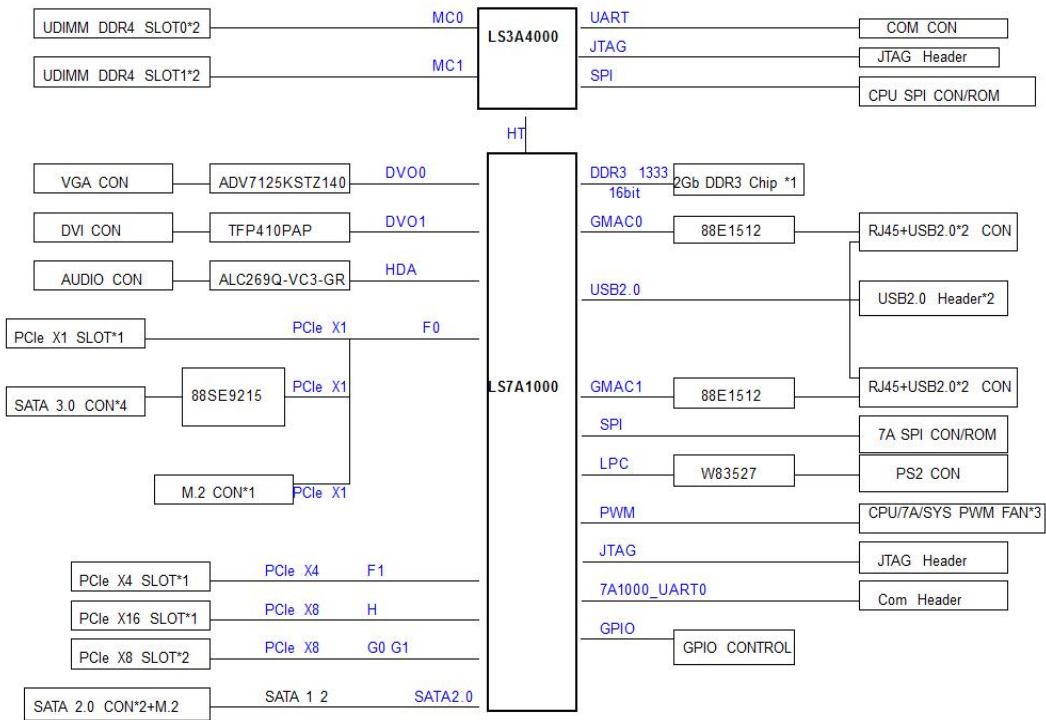 UDIMM DDR4 SLOT0*2
MC0
LS3A4000
UART
COM CON
JTAG
JTAG Header
UDIMM DDR4 SLOT1*2
MC1
SPI
CPU SPI CON/ROM
HT
VGA CON
ADV7125KSTZ140
DVO0
DDR3 1333
16bit
2Gb DDR3 Chip *1
DVI CON
TFP410PAP
DVO1
GMAC0
88E1512
RJ45+USB2.0*2 CON
AUDIO CON
ALC269Q-VC3-GR
HDA
USB2.0
USB2.0 Header*2
PCIe X1 SLOT*1
PCIe X1
F0
LS7A1000
SATA 3.0 CON*4
88SE9215
PCIe X1
GMAC1
88E1512
RJ45+USB2.0*2 CON
SPI
7A SPI CON/ROM
M.2 CON*1
PCIe X1
LPC
W83527
PS2 CON
PWM
CPU/7A/SYS PWM FAN*3
JTAG
JTAG Header
PCIe X4 SLOT*1
PCIe X4
F1
7A1000_UART0
Com Header
PCIe X16 SLOT*1
PCIe X8
H
GPIO
GPIO CONTROL
PCIe X8 SLOT*2
PCIe X8
G0 G1
SATA 2.0 CON*2+M.2
SATA 1 2
SATA2.0